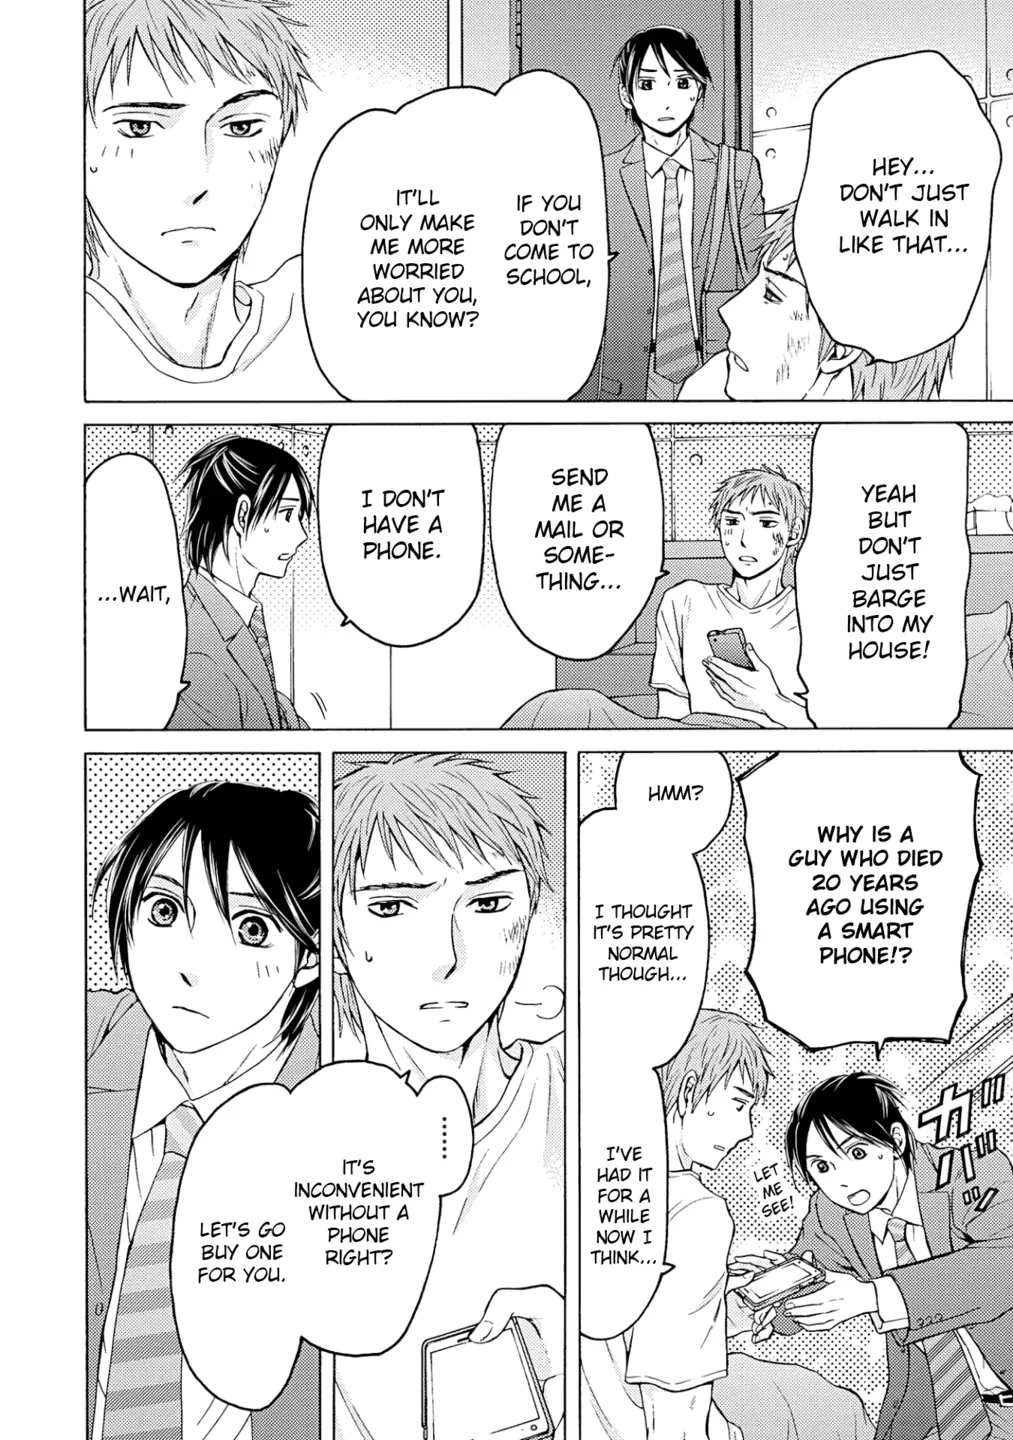 HEY...
DON'T JUST
WALK IN
LIKE THAT...
IF YOU
DON'T
COME TO
SCHOOL,
IT'LL
ONLY MAKE
ME MORE
WORRIED
ABOUT YOU,
YOU KNOW?
YEAH
BUT
DON'T
JUST
BARGE
INTO MY
HOUSE!
SEND
ME A
MAIL OR
SOME-
THING...
I DON'T
HAVE A
PHONE.
...WAIT,
WHY IS A
GUY WHO DIED
20 YEARS
AGO USING
A SMART
PHONE!?
ガバッ
LET
ME
SEE!
HMM?
I THOUGHT
IT'S PRETTY
NORMAL
THOUGH...
I'VE
HAD IT
FOR A
WHILE
NOW I
THINK...
......
IT'S
INCONVENIENT
WITHOUT A
PHONE
RIGHT?
LET'S GO
BUY ONE
FOR YOU.